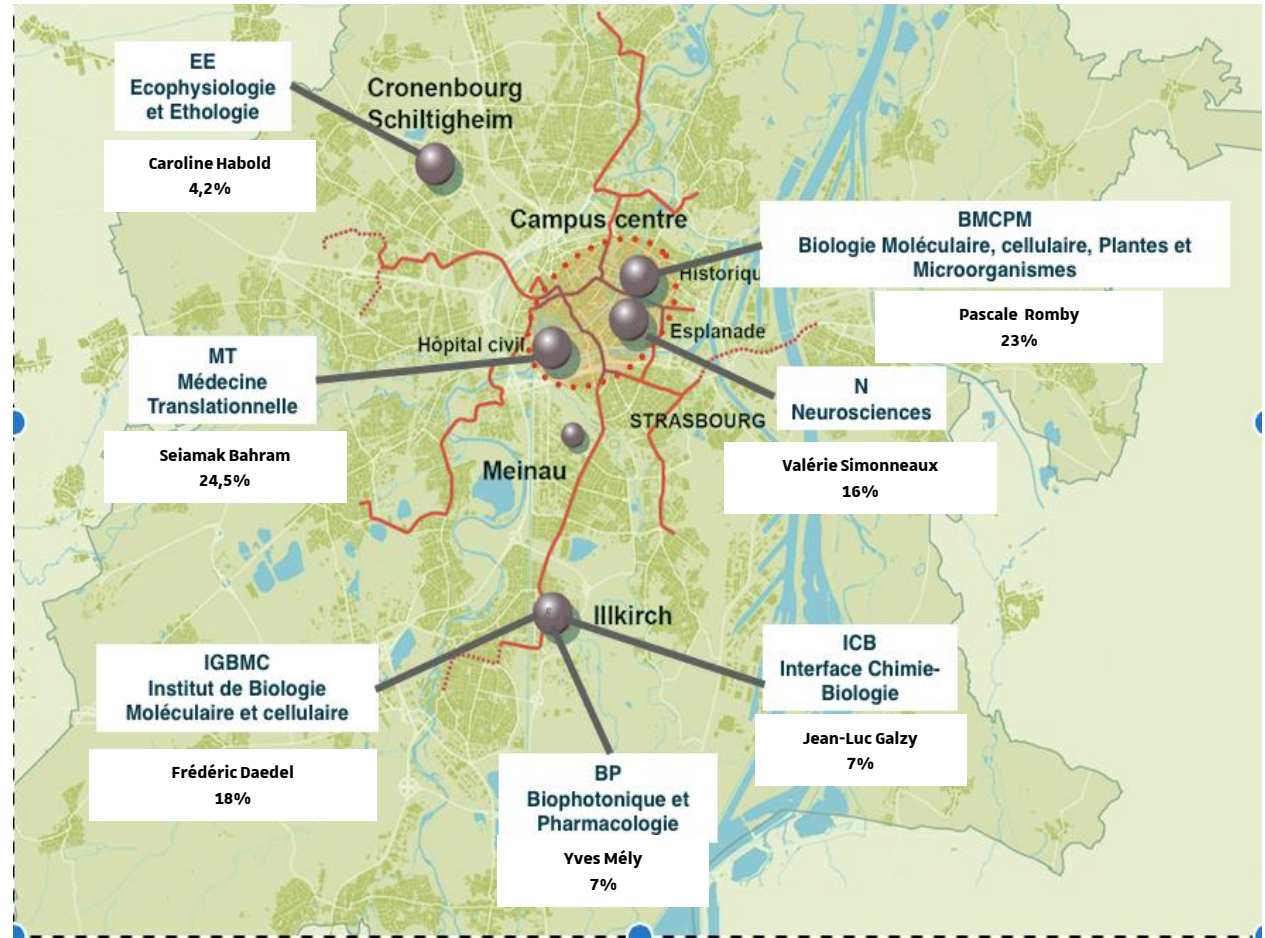 EE
Ecophysiologie
et Ethologie
Caroline Habold
4,2%
Cronenbourg
Schiltigheim
Campus centre
Historiqu
Esplanade
Hôpital civil
STRASBOURG
Meinau
Illkirch
BMCPM
Biologie Moléculaire, cellulaire, Plantes et
Microorganismes
Pascale Romby
23%
MT
Médecine
Translationnelle
Seiamak Bahram
24,5%
N
Neurosciences
Valérie Simonneaux
16%
IGBMC
Institut de Biologie
Moléculaire et cellulaire
Frédéric Daedel
18%
BP
Biophotonique et
Pharmacologie
Yves Mély
7%
ICB
Interface Chimie-
Biologie
Jean-Luc Galzy
7%